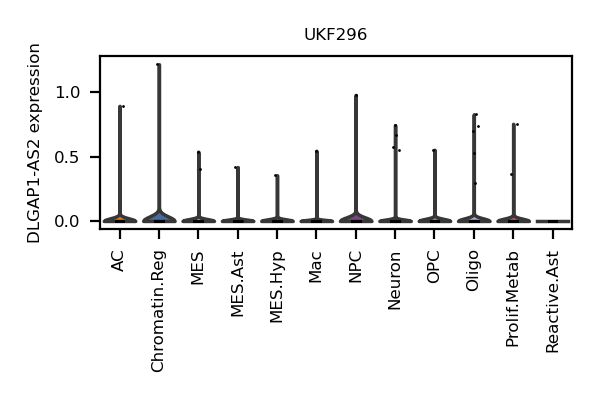 UKF296
DLGAP1-AS2 expression
1.0
0.5
0.0
AC
Chromatin.Reg
MES
MES.Ast
MES.Hyp
Mac
NPC
Neuron
OPC
Oligo
Prolif.Metab
Reactive.Ast